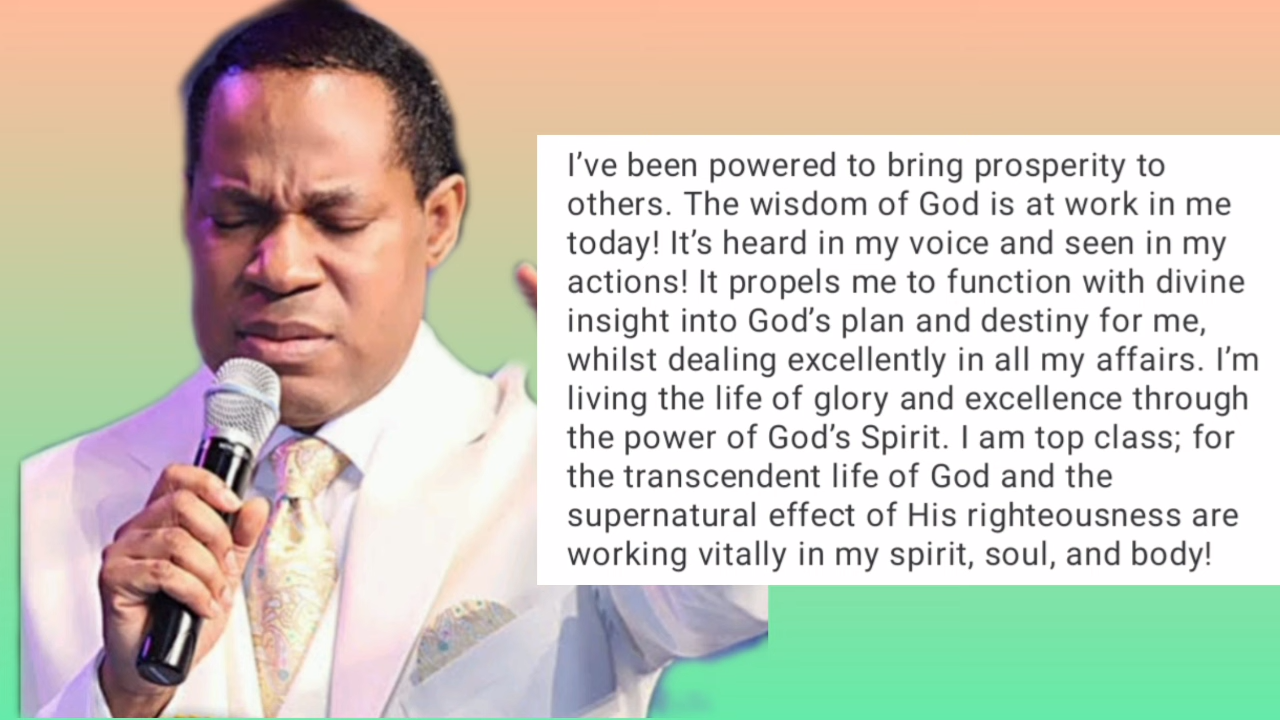 I’ve been powered to bring prosperity to
others. The wisdom of God is at work in me
today! It’s heard in my voice and seen in my
actions! It propels me to function with divine
insight into God’s plan and destiny for me,
whilst dealing excellently in all my affairs. I’m
living the life of glory and excellence through
the power of God’s Spirit. I am top class; for
the transcendent life of God and the
supernatural effect of His righteousness are
working vitally in my spirit, soul, and body!